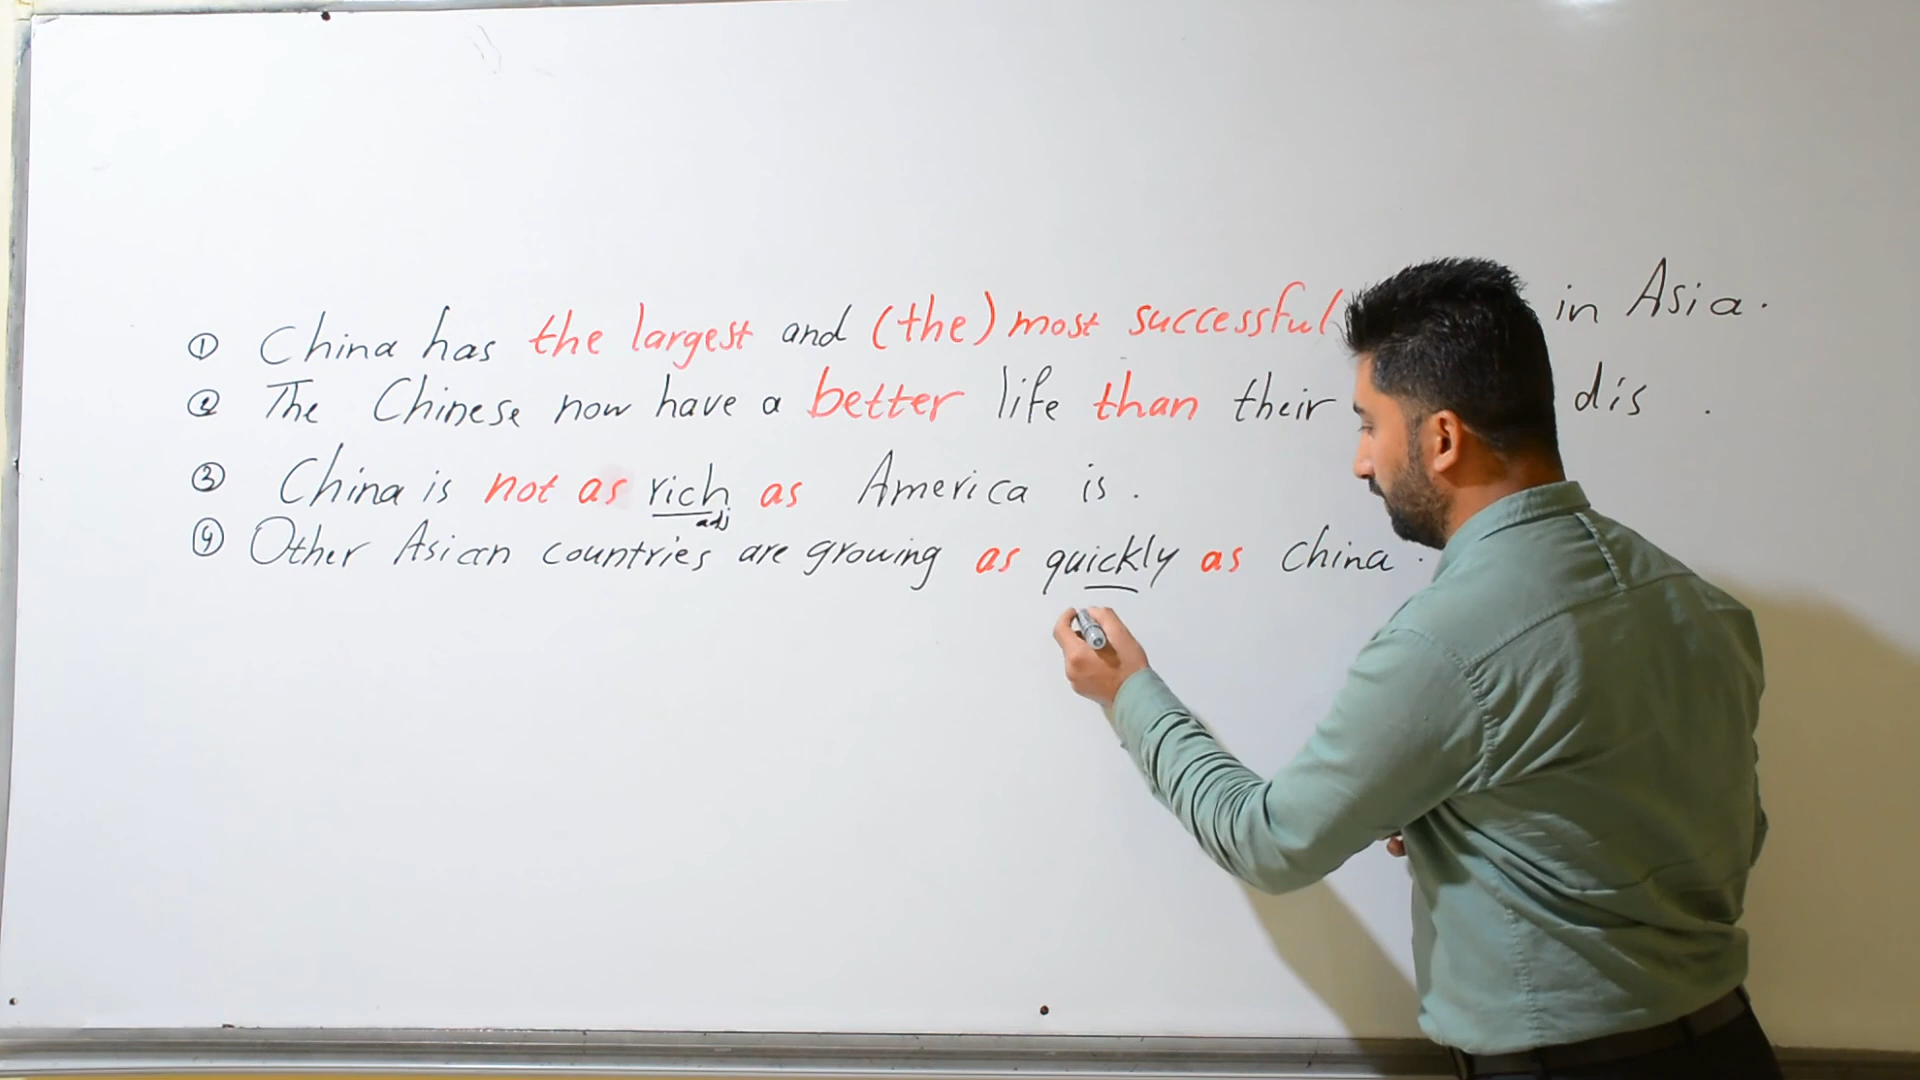 ① China has the largest and (the) most successful in Asia.
② The Chinese now have a better life than their dis .
③ China is not as rich as America is.
adj
④ Other Asian countries are growing as quickly as China.